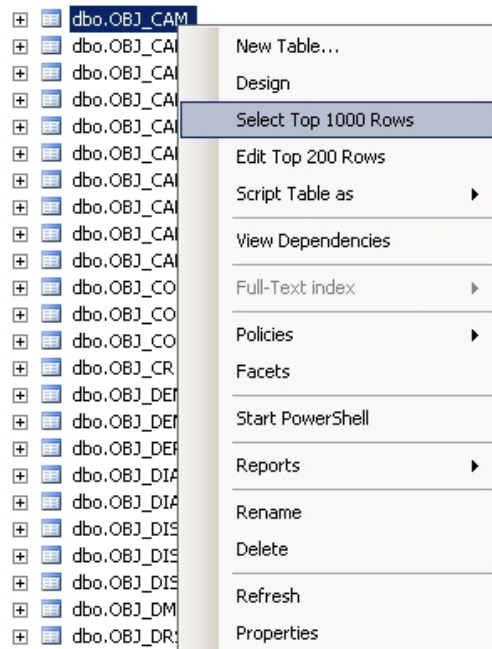 dbo.OBJ_CAM
dbo.OBJ_CA
dbo.OBJ_CA
dbo.OBJ_CA
dbo.OBJ_CA
dbo.OBJ_CA
dbo.OBJ_CA
dbo.OBJ_CA
dbo.OBJ_CA
dbo.OBJ_CA
dbo.OBJ_CO
dbo.OBJ_CO
dbo.OBJ_CO
dbo.OBJ_CR
dbo.OBJ_DE
dbo.OBJ_DE
dbo.OBJ_DE
dbo.OBJ_DIA
dbo.OBJ_DIA
dbo.OBJ_DIS
dbo.OBJ_DIS
dbo.OBJ_DIS
dbo.OBJ_DM
dbo.OBJ_DR
New Table...
Design
Select Top 1000 Rows
Edit Top 200 Rows
Script Table as
View Dependencies
Full-Text index
Policies
Facets
Start PowerShell
Reports
Rename
Delete
Refresh
Properties